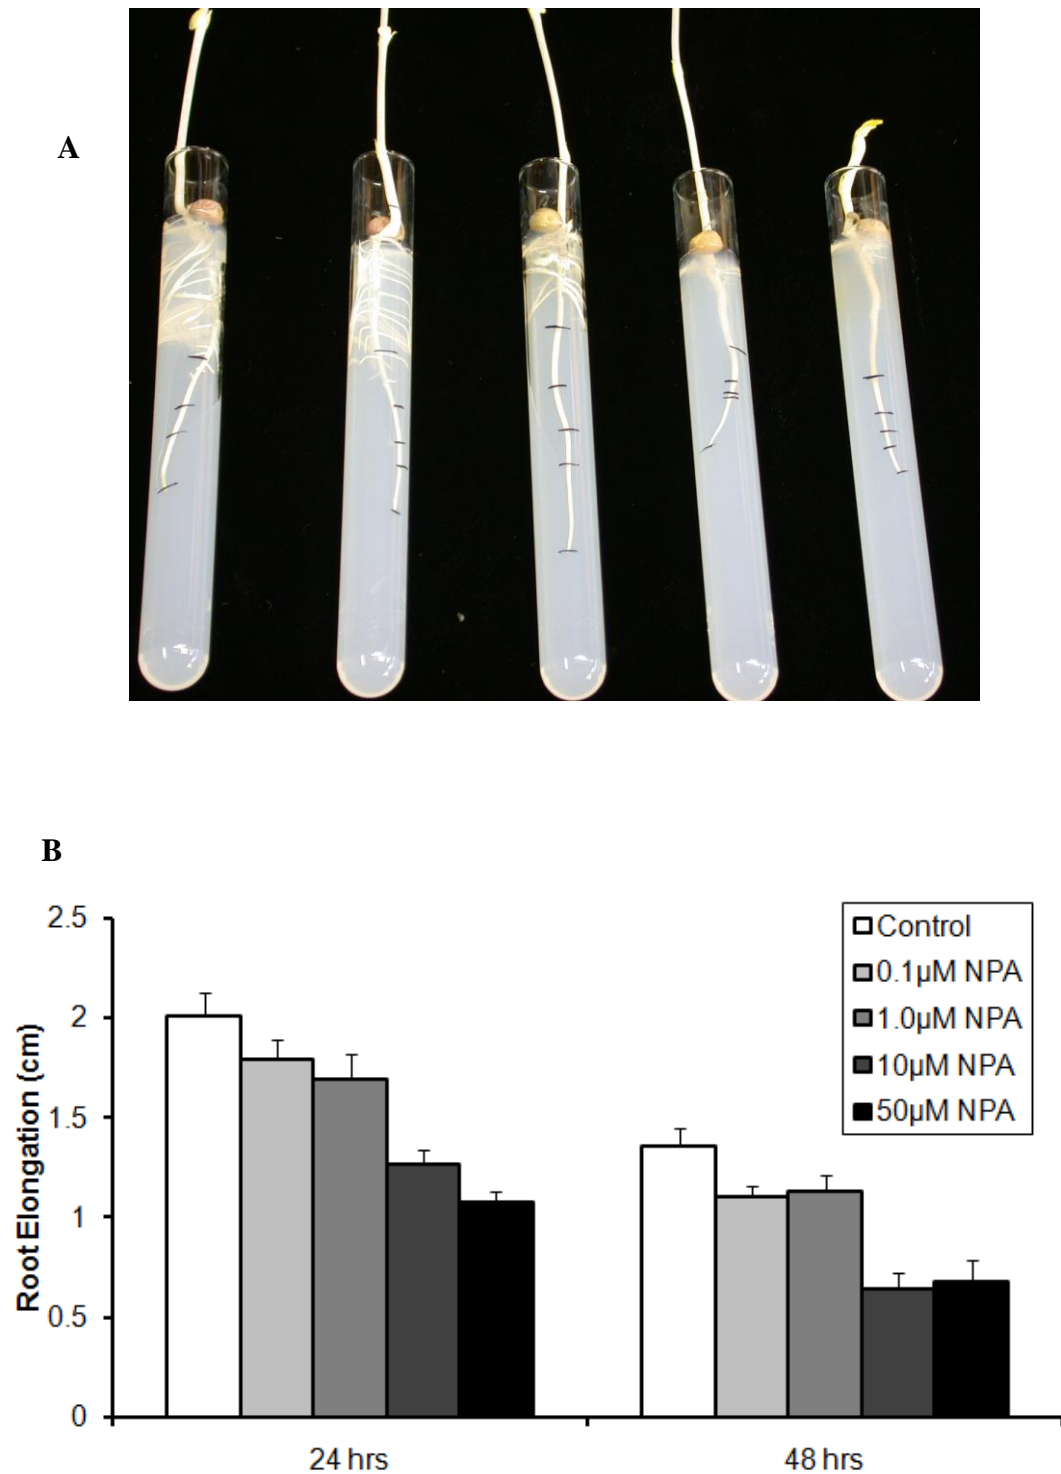 A
B
2.5
2
1.5
1
0.5
0
Root Elongation (cm)
Control
0.1µM NPA
1.0µM NPA
10µM NPA
50µM NPA
24 hrs
48 hrs